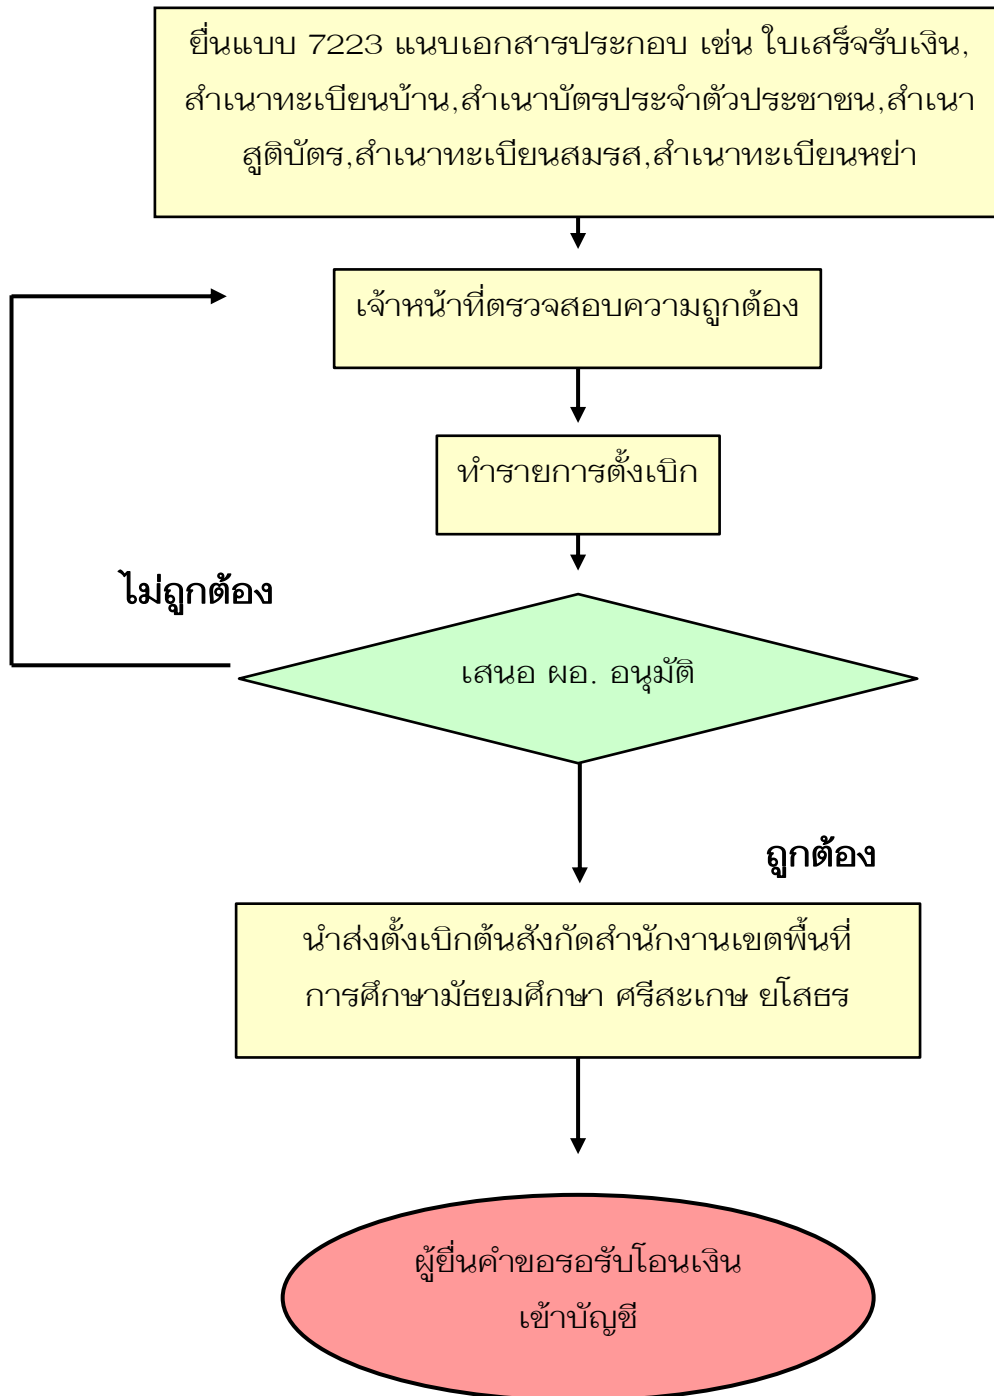 ยื่นแบบ 7223 แนบเอกสารประกอบ เช่น ใบเสร็จรับเงิน,
สำเนาทะเบียนบ้าน,สำเนาบัตรประจำตัวประชาชน,สำเนา
สูติบัตร,สำเนาทะเบียนสมรส,สำเนาทะเบียนหย่า
เจ้าหน้าที่ตรวจสอบความถูกต้อง
ทำรายการตั้งเบิก
ไม่ถูกต้อง
เสนอ ผอ. อนุมัติ
ถูกต้อง
นำส่งตั้งเบิกต้นสังกัดสำนักงานเขตพื้นที่
การศึกษามัธยมศึกษา ศรีสะเกษ ยโสธร
ผู้ยื่นคำขอรอรับโอนเงิน
เข้าบัญชี